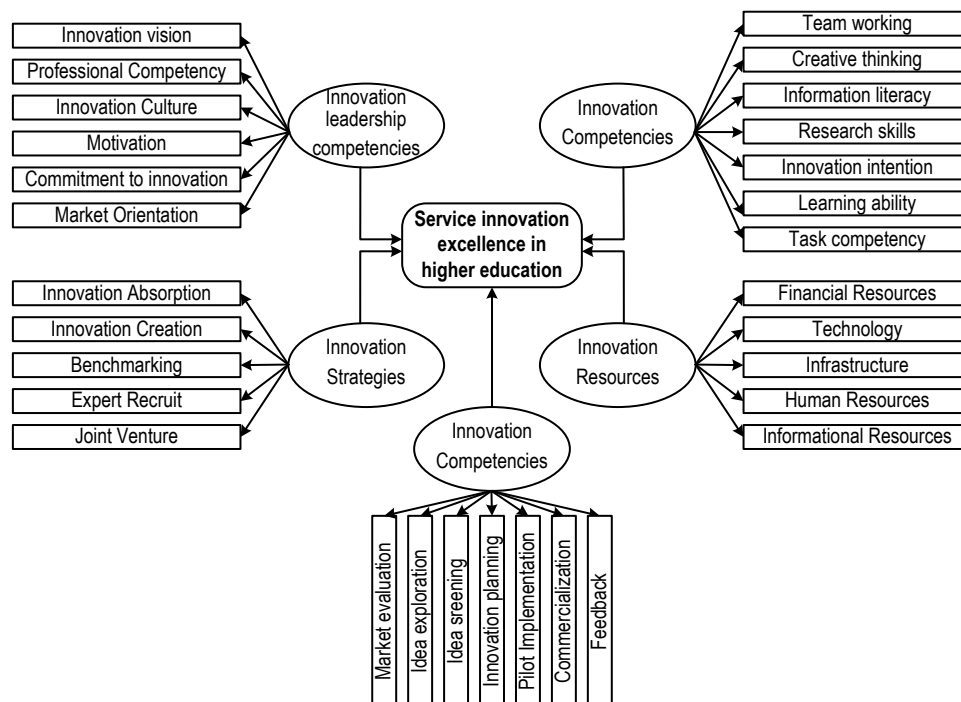 Innovation vision
Professional Competency
Innovation Culture
Motivation
Commitment to innovation
Market Orientation
Innovation
leadership
competencies
Innovation
Competencies
Team working
Creative thinking
Information literacy
Research skills
Innovation intention
Learning ability
Task competency
Service innovation
excellence in
higher education
Innovation Absorption
Innovation Creation
Benchmarking
Expert Recruit
Joint Venture
Innovation
Strategies
Innovation
Resources
Financial Resources
Technology
Infrastructure
Human Resources
Informational Resources
Innovation
Competencies
Market evaluation
Idea exploration
Idea sreening
Innovation planning
Pilot Implementation
Commercialization
Feedback